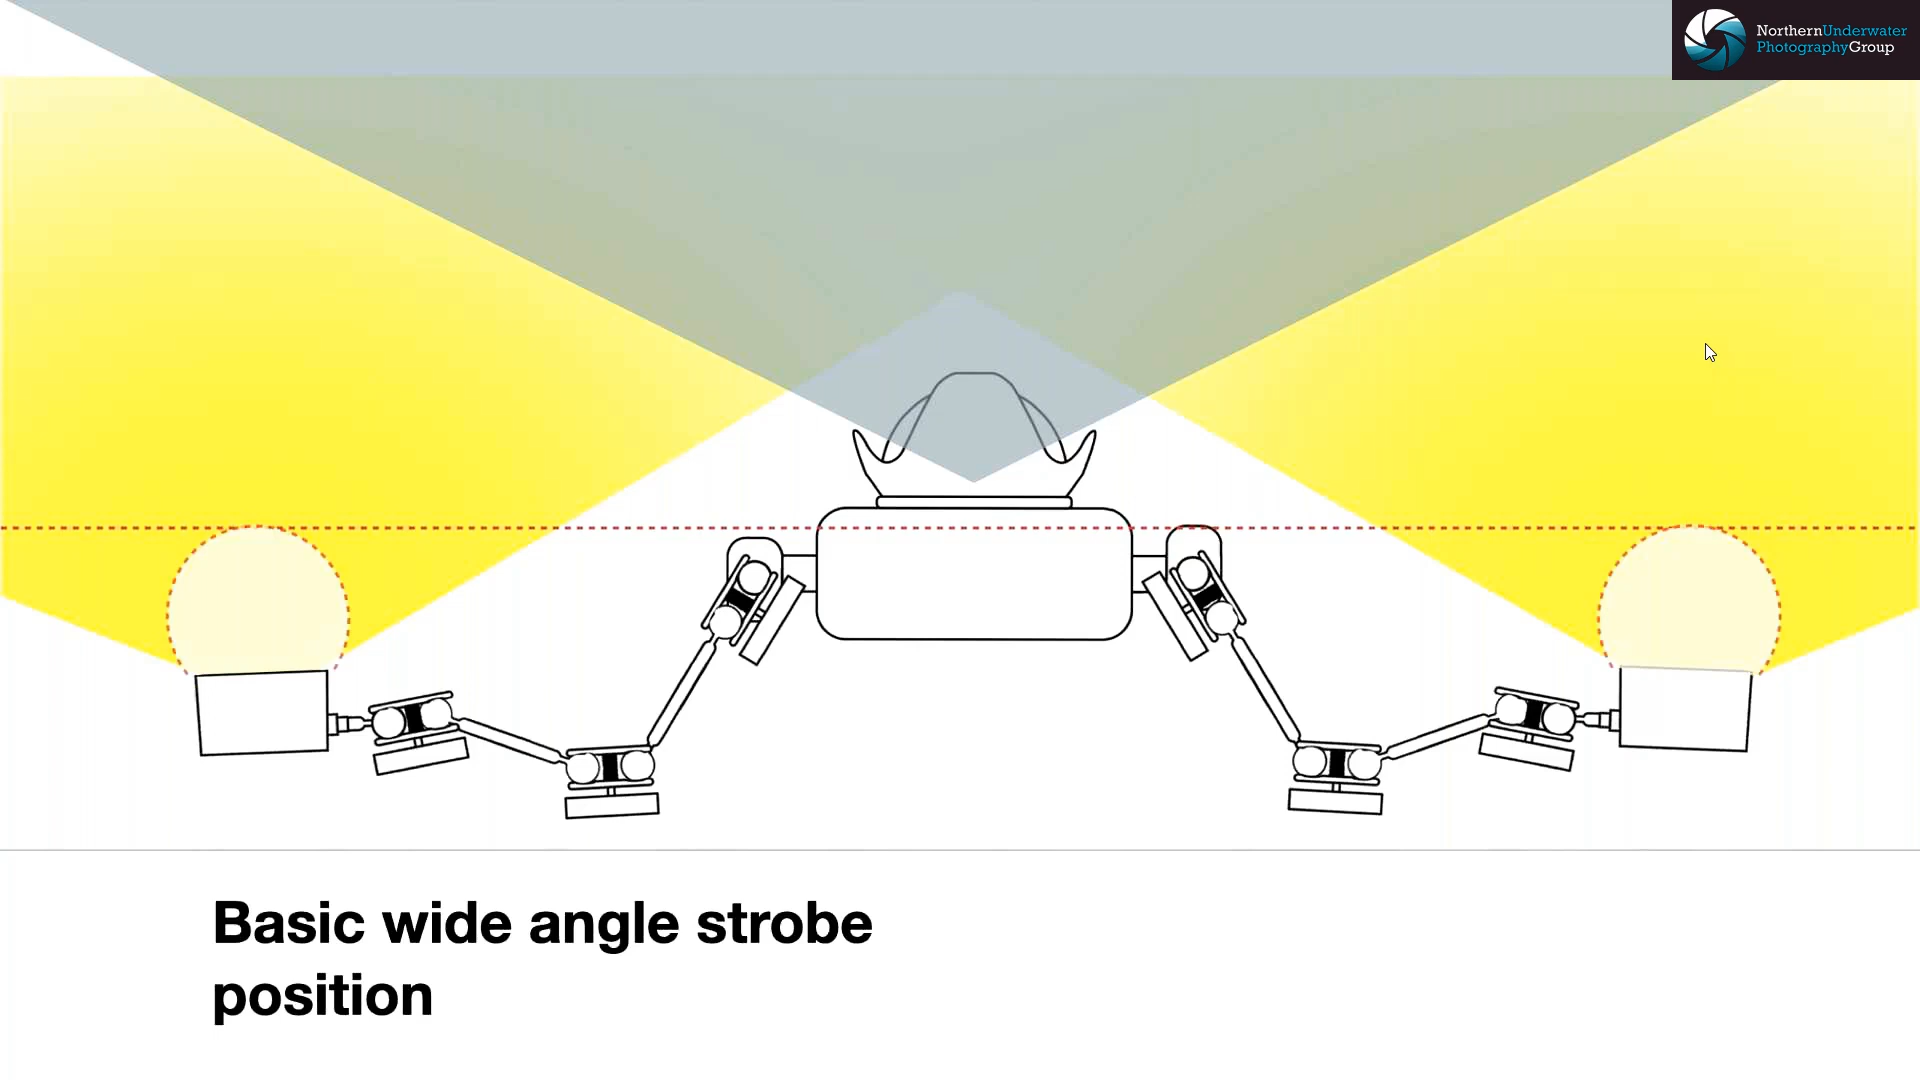 NorthernUnderwater
PhotographyGroup
Basic wide angle strobe
position